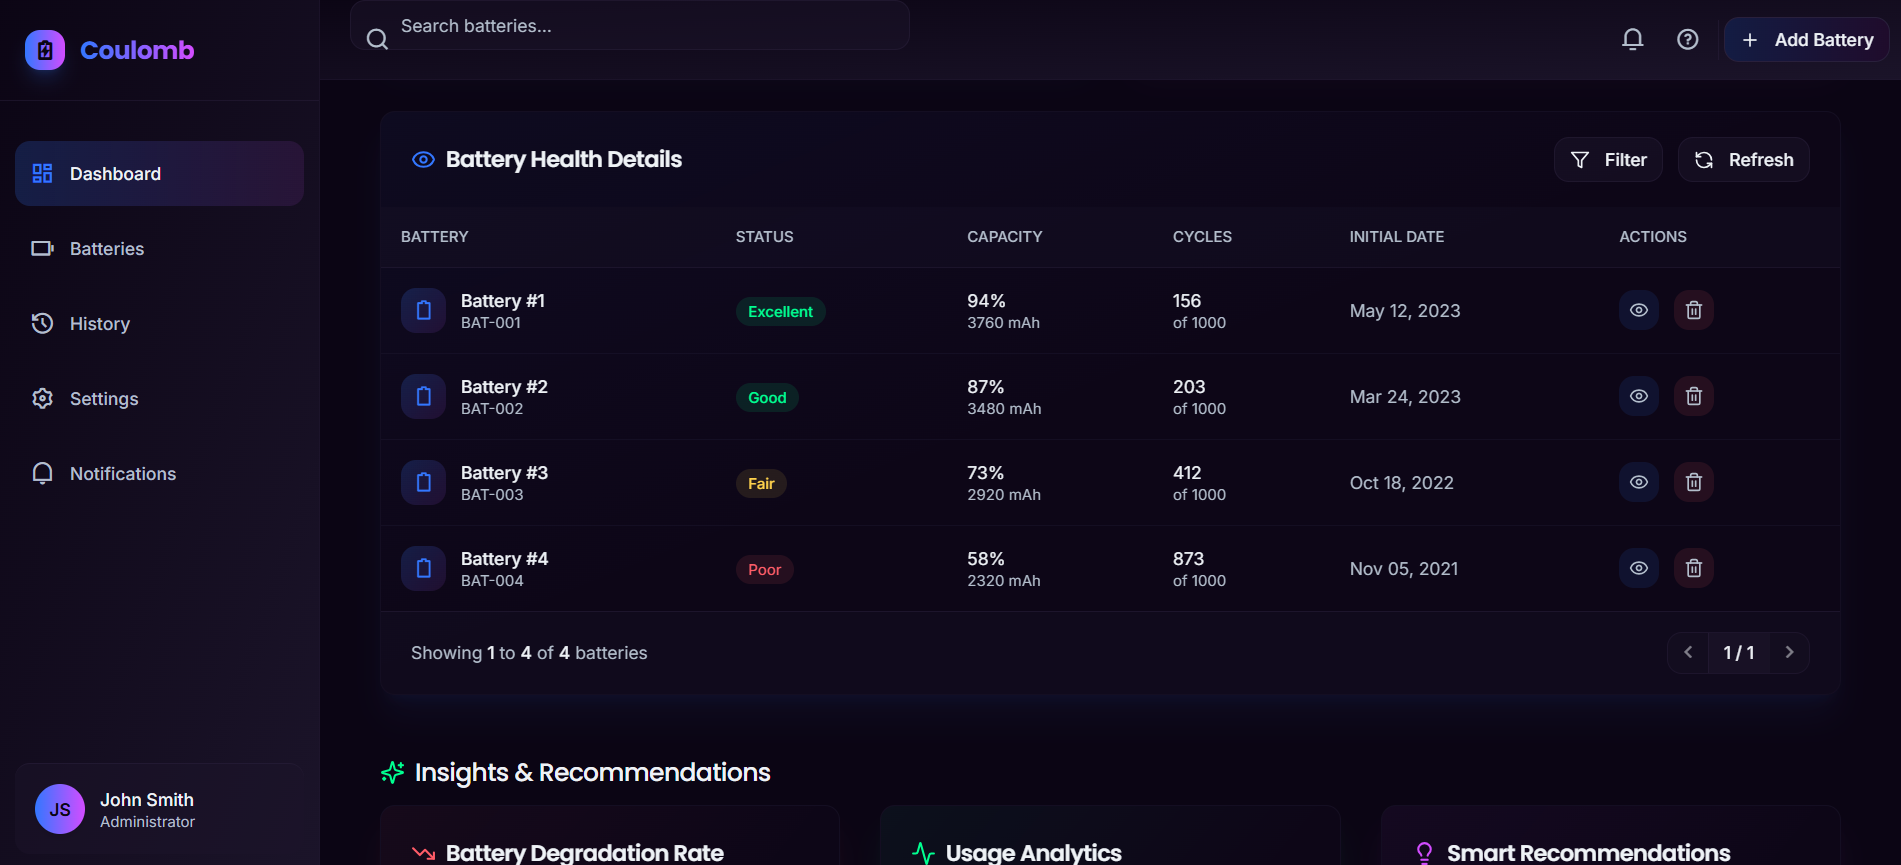 Coulomb
Search batteries...
Add Battery
Dashboard
Batteries
History
Settings
Notifications
John Smith
Administrator
JS
Battery Health Details
Filter
Refresh
BATTERY STATUS CAPACITY CYCLES INITIAL DATE ACTIONS
Battery #1 Excellent 94% 156 May 12, 2023
BAT-001 3760 mAh of 1000
Battery #2 Good 87% 203 Mar 24, 2023
BAT-002 3480 mAh of 1000
Battery #3 Fair 73% 412 Oct 18, 2022
BAT-003 2920 mAh of 1000
Battery #4 Poor 58% 873 Nov 05, 2021
BAT-004 2320 mAh of 1000
Showing 1 to 4 of 4 batteries
1 / 1
Insights & Recommendations
Battery Degradation Rate
Usage Analytics
Smart Recommendations